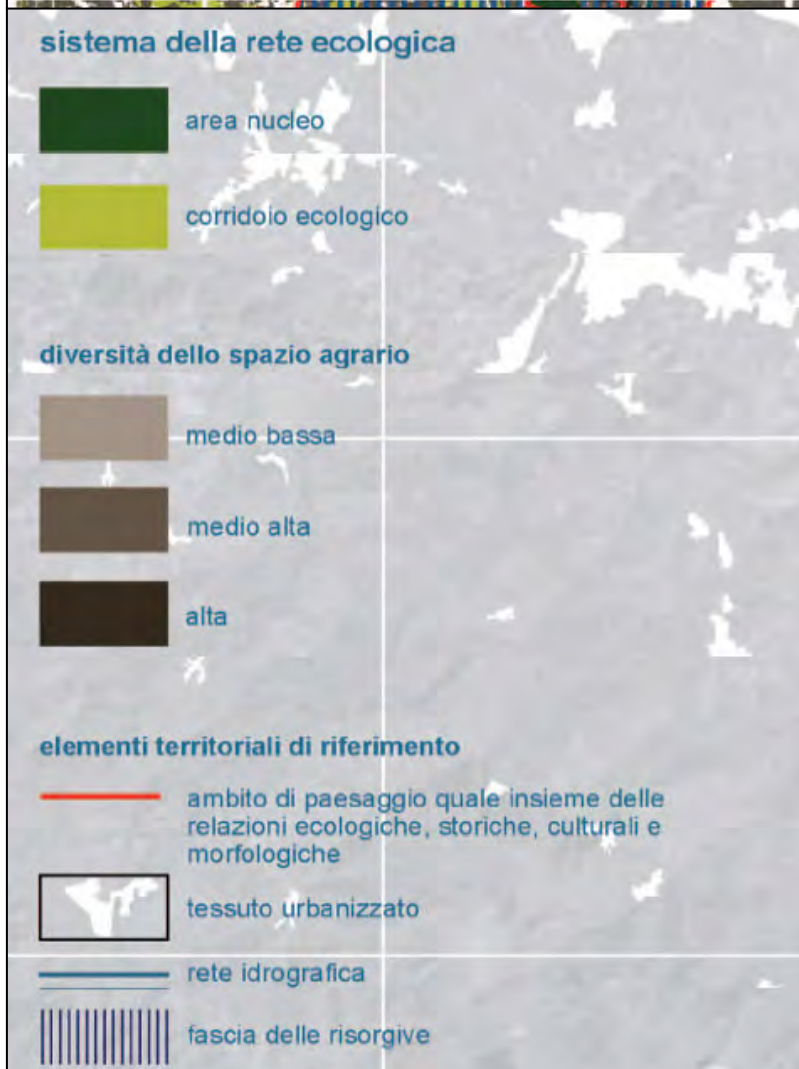 sistema della rete ecologica
area nucleo
corridoio ecologico
diversità dello spazio agrario
medio bassa
medio alta
alta
elementi territoriali di riferimento
ambito di paesaggio quale insieme delle
relazioni ecologiche, storiche, culturali e
morfologiche
tessuto urbanizzato
rete idrografica
fascia delle risorgive